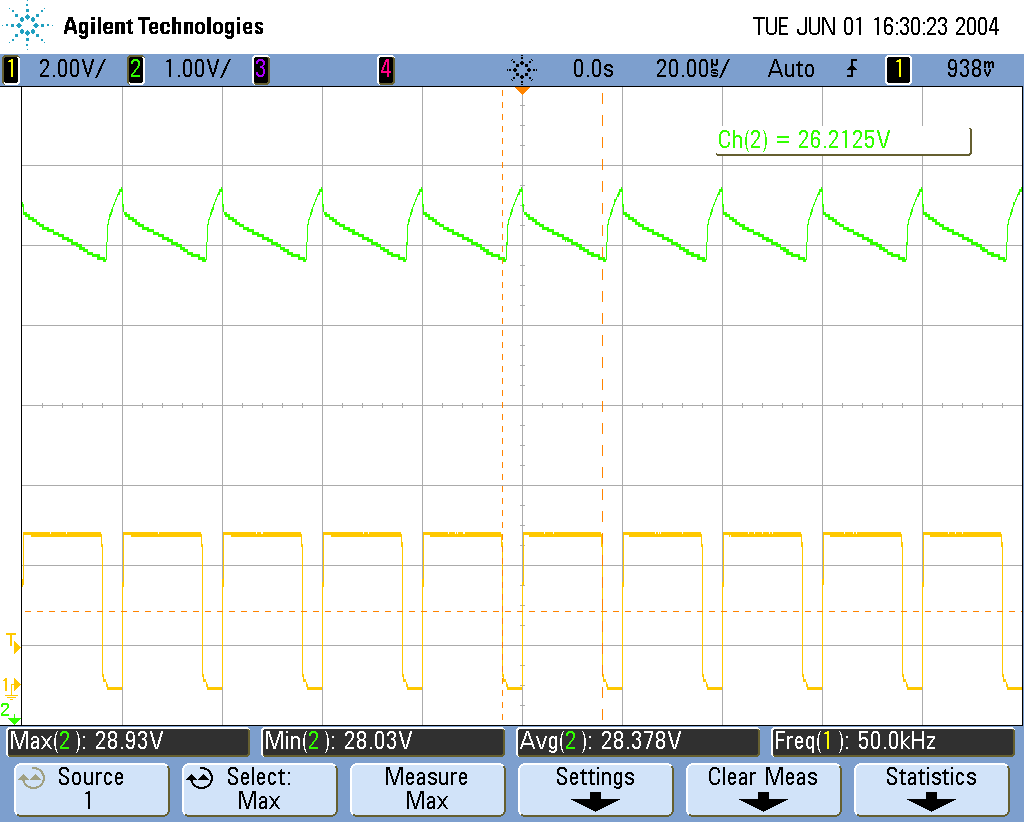 Agilent Technologies TUE JUN 01 16:30:23 2004
1 2.00V/ 2 1.00V/ 3 4 0.0s 20.00µs/ Auto 1 938mV
Ch(2) = 26.2125V
T
1
2
Max(2): 28.93V Min(2): 28.03V Avg(2): 28.378V Freq(1): 50.0kHz
Source Select: Measure Settings Clear Meas Statistics
1 Max Max